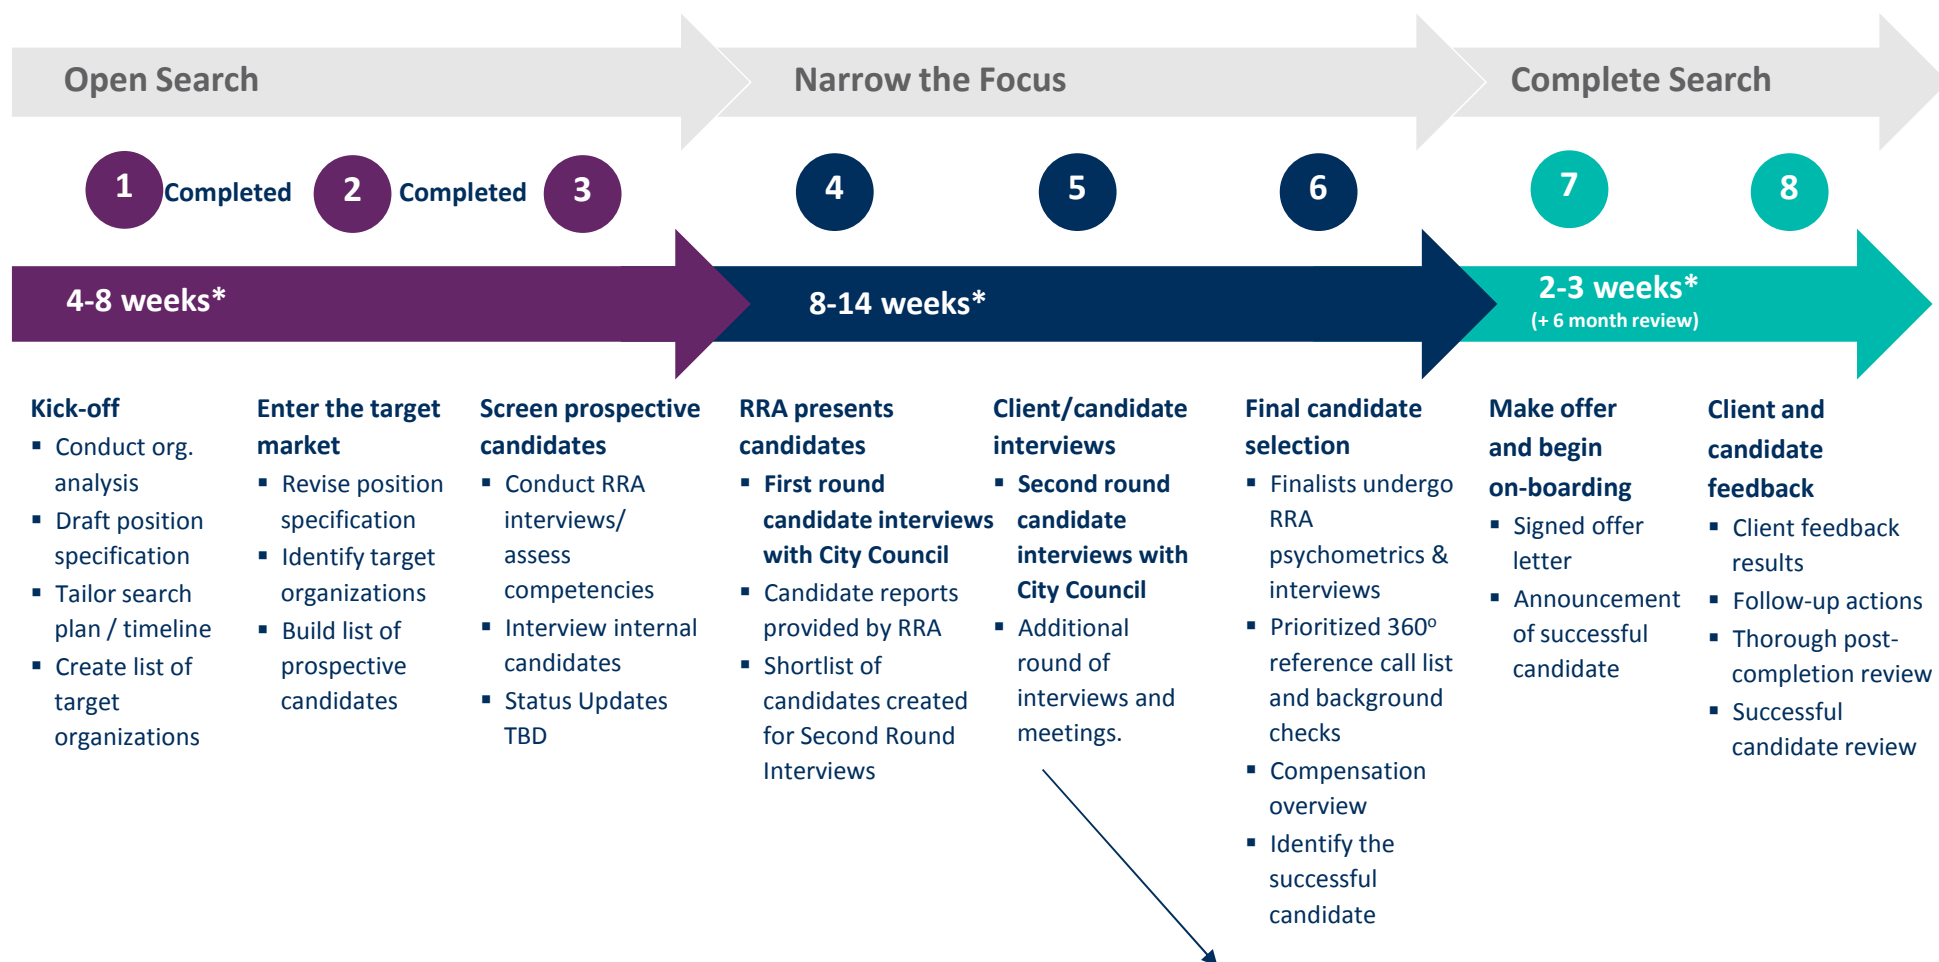 Open Search
Narrow the Focus
Complete Search
1
Completed
2
Completed
3
4
5
6
7
8
4-8 weeks*
8-14 weeks*
2-3 weeks*
(+ 6 month review)
Kick-off
▪ Conduct org.
analysis
▪ Draft position
specification
▪ Tailor search
plan / timeline
▪ Create list of
target
organizations
Enter the target
market
▪ Revise position
specification
▪ Identify target
organizations
▪ Build list of
prospective
candidates
Screen prospective
candidates
▪ Conduct RRA
interviews/
assess
competencies
▪ Interview internal
candidates
▪ Status Updates
TBD
RRA presents
candidates
▪ First round
candidate interviews
with City Council
▪ Candidate reports
provided by RRA
▪ Shortlist of
candidates created
for Second Round
Interviews
Client/candidate
interviews
▪ Second round
candidate
interviews with
City Council
▪ Additional
round of
interviews and
meetings.
Final candidate
selection
▪ Finalists undergo
RRA
psychometrics &
interviews
▪ Prioritized 360º
reference call list
and background
checks
▪ Compensation
overview
▪ Identify the
successful
candidate
Make offer
and begin
on-boarding
▪ Signed offer
letter
▪ Announcement
of successful
candidate
Client and
candidate
feedback
▪ Client feedback
results
▪ Follow-up actions
▪ Thorough post-
completion review
▪ Successful
candidate review